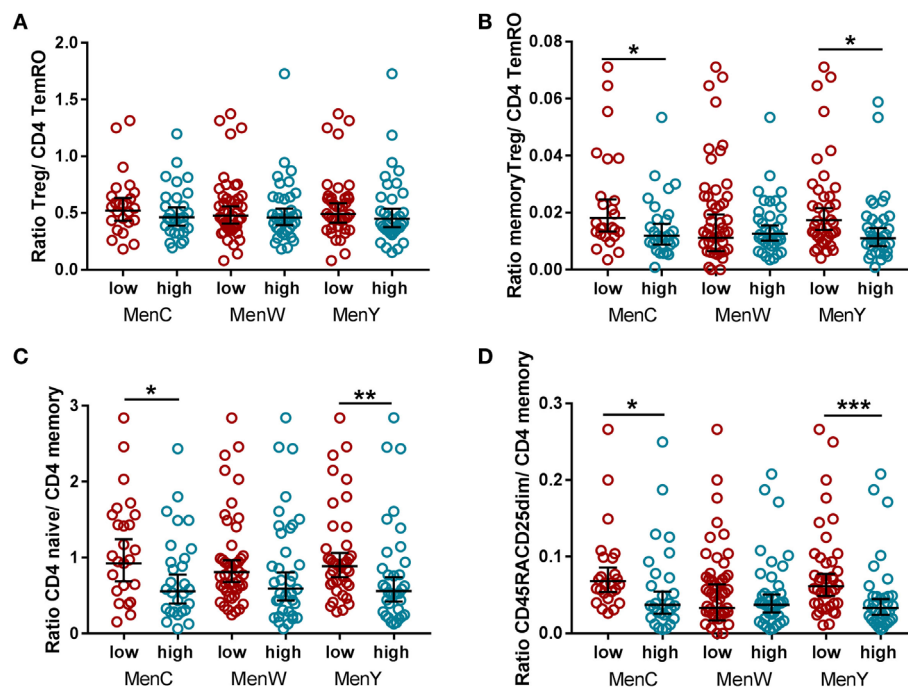 A
Ratio Treg/ CD4 TemRO
2.0
1.5
1.0
0.5
0.0
low high low high low high
MenC MenW MenY
B
Ratio memoryTreg/ CD4 TemRO
0.08
0.06
0.04
0.02
0.00
* *
low high low high low high
MenC MenW MenY
C
Ratio CD4 naive/ CD4 memory
3
2
1
0
* **
low high low high low high
MenC MenW MenY
D
Ratio CD45RACD25dim/ CD4 memory
0.3
0.2
0.1
0.0
* ***
low high low high low high
MenC MenW MenY